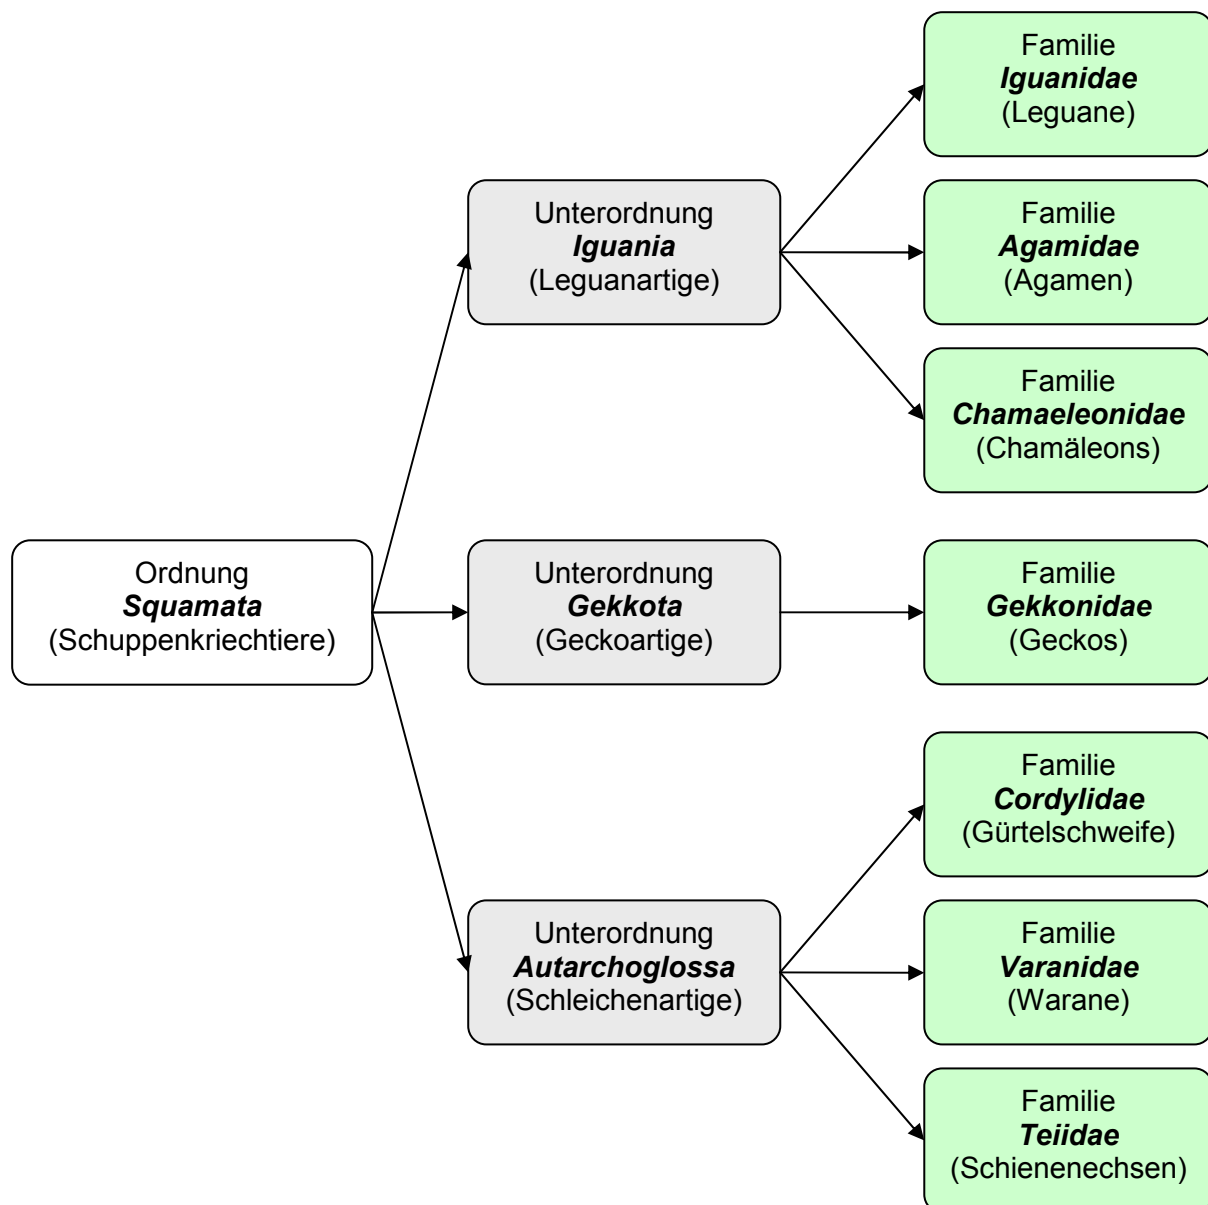 Familie
Iguanidae
(Leguane)
Unterordnung
Iguania
(Leguanartige)
Familie
Agamidae
(Agamen)
Familie
Chamaeleonidae
(Chamäleons)
Ordnung
Squamata
(Schuppenkriechtiere)
Unterordnung
Gekkota
(Geckoartige)
Familie
Gekkonidae
(Geckos)
Familie
Cordylidae
(Gürtelschweife)
Unterordnung
Autarchoglossa
(Schleichenartige)
Familie
Varanidae
(Warane)
Familie
Teiidae
(Schienenechsen)